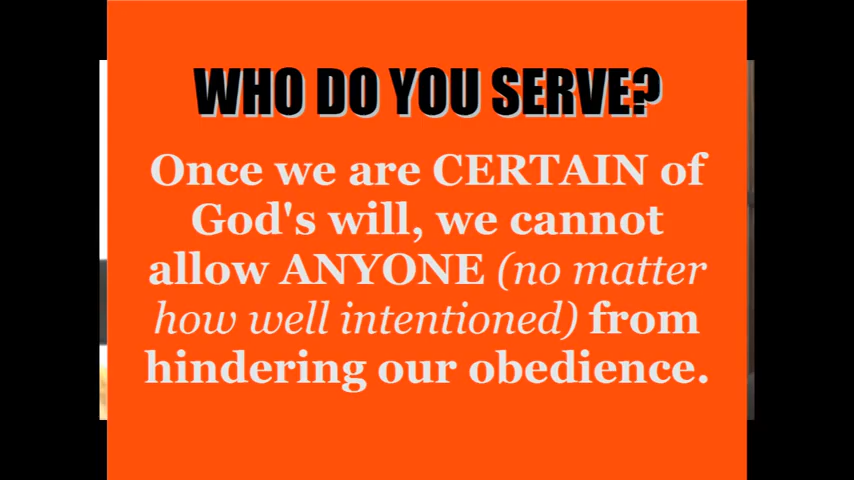 WHO DO YOU SERVE?
Once we are CERTAIN of
God's will, we cannot
allow ANYONE (no matter
how well intentioned) from
hindering our obedience.